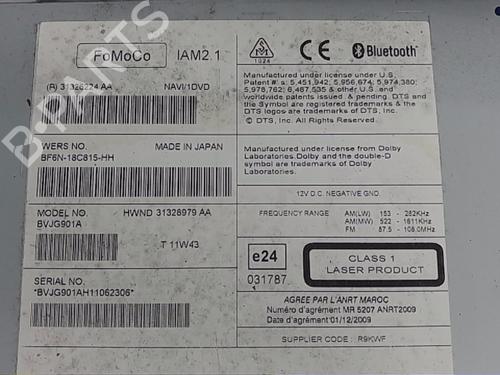 FoMoCo IAM2.1
(P) 31328224 AA NAVI/1DVD
WERS NO. MADE IN JAPAN
BF6N-18C815-HH
MODEL NO. HWND 31328979 AA
BVJG901A
T 11W43
SERIAL NO.
*BVJG901AH11062306*
1024
CE Bluetooth
Manufactured under license under U.S.
Patent #'s: 5,451,942; 5,956,674; 5,974,380;
5,978,762; 6,487,535 & other U.S. and
worldwide patents issued & pending. DTS and
the Symbol are registered trademarks & the
DTS logos are trademarks of DTS, Inc.
© DTS, Inc.
Manufactured under license from Dolby
Laboratories.Dolby and the double-D
symbol are trademarks of Dolby
Laboratories.
12V D.C. NEGATIVE GND.
FREQUENCY RANGE AM(LW) 153 - 282KHz
AM(MW) 522 - 1611KHz
FM 87.5 - 108.0MHz
e24
031787
CLASS 1
LASER PRODUCT
AGREE PAR L'ANRT MAROC
Numéro d'agrément MR 5207 ANRT2009
Date d'agrément 01/12/2009
SUPPLIER CODE : R9KWF
B-PARTS